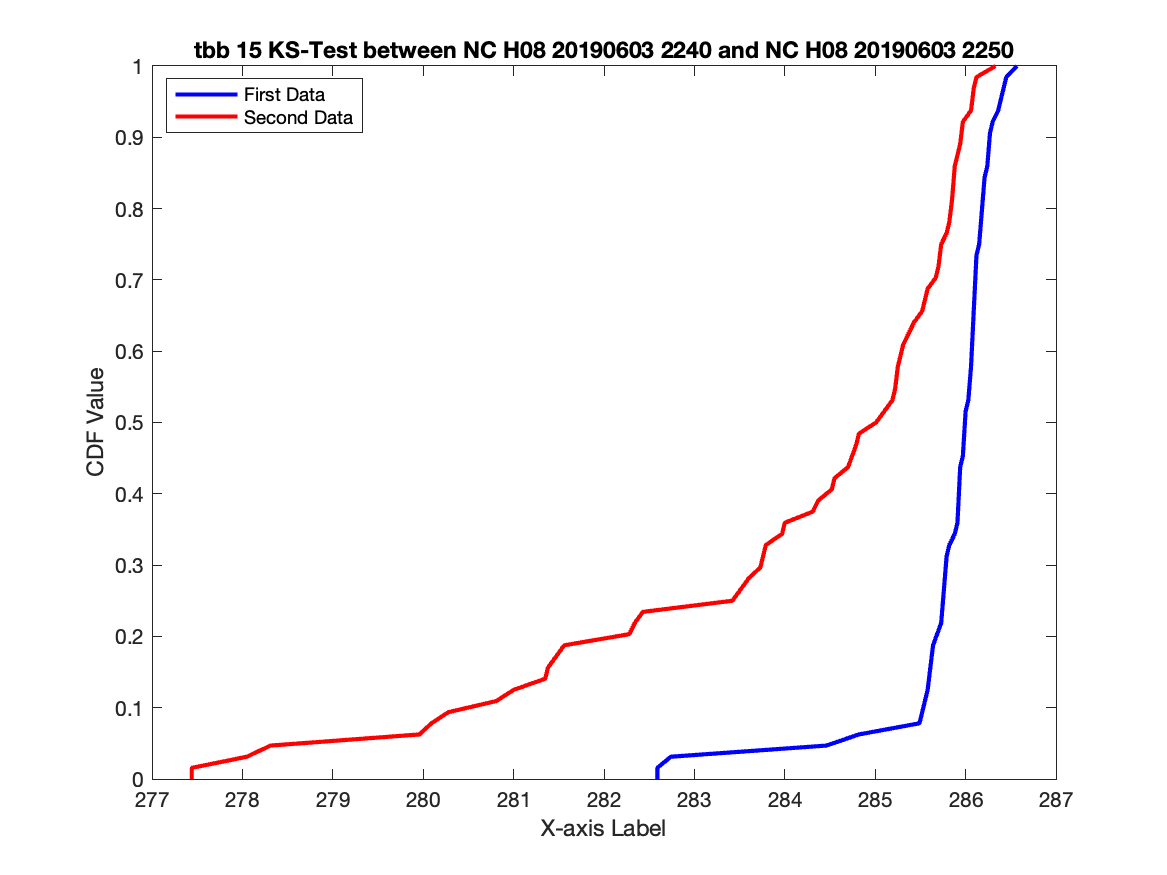 tbb 15 KS-Test between NC H08 20190603 2240 and NC H08 20190603 2250
First Data
Second Data
1
0.9
0.8
0.7
0.6
0.5
0.4
0.3
0.2
0.1
0
CDF Value
277 278 279 280 281 282 283 284 285 286 287
X-axis Label